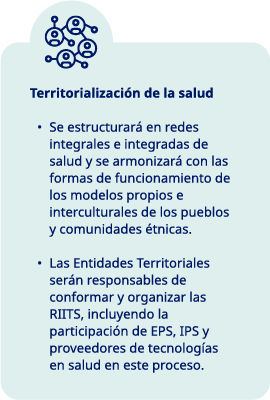 Territorialización de la salud
• Se estructurará en redes
integrales e integradas de
salud y se armonizará con las
formas de funcionamiento de
los modelos propios e
interculturales de los pueblos
y comunidades étnicas.
• Las Entidades Territoriales
serán responsables de
conformar y organizar las
RIITS, incluyendo la
participación de EPS, IPS y
proveedores de tecnologías
en salud en este proceso.